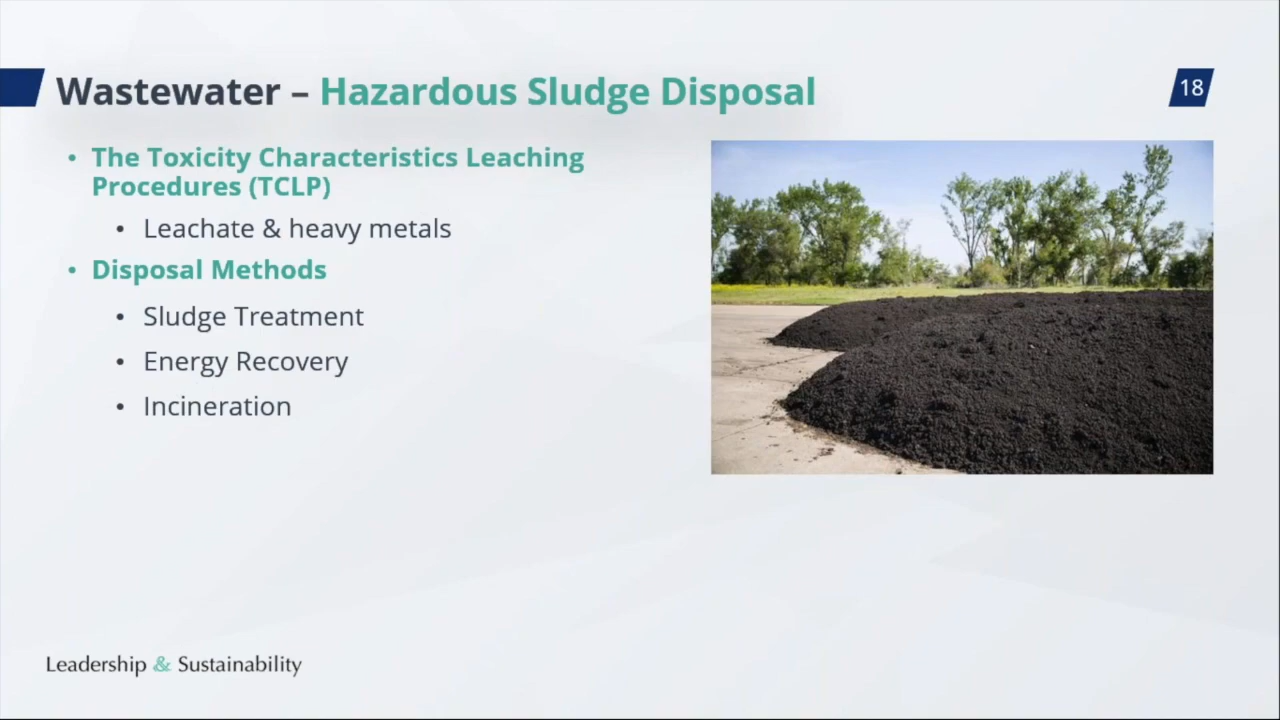 Wastewater – Hazardous Sludge Disposal
18
• The Toxicity Characteristics Leaching
Procedures (TCLP)
• Leachate & heavy metals
• Disposal Methods
• Sludge Treatment
• Energy Recovery
• Incineration
Leadership & Sustainability